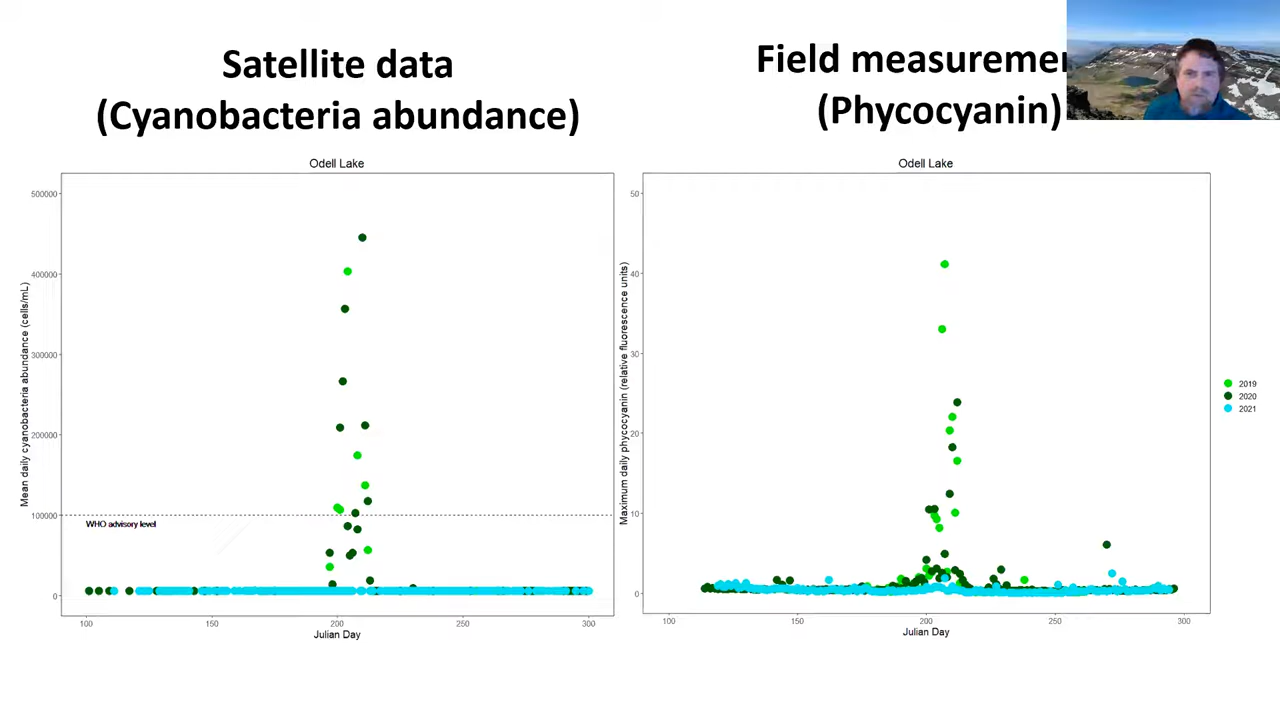 Satellite data
(Cyanobacteria abundance)
Field measuremen
(Phycocyanin)
Odell Lake
Mean daily cyanobacteria abundance (cells/mL)
500000
400000
300000
200000
100000
0
WHO advisory level
100
150
200
250
300
Julian Day
Odell Lake
Maximum daily phycocyanin (relative fluorescence units)
50
40
30
20
10
0
100
150
200
250
300
Julian Day
2019
2020
2021